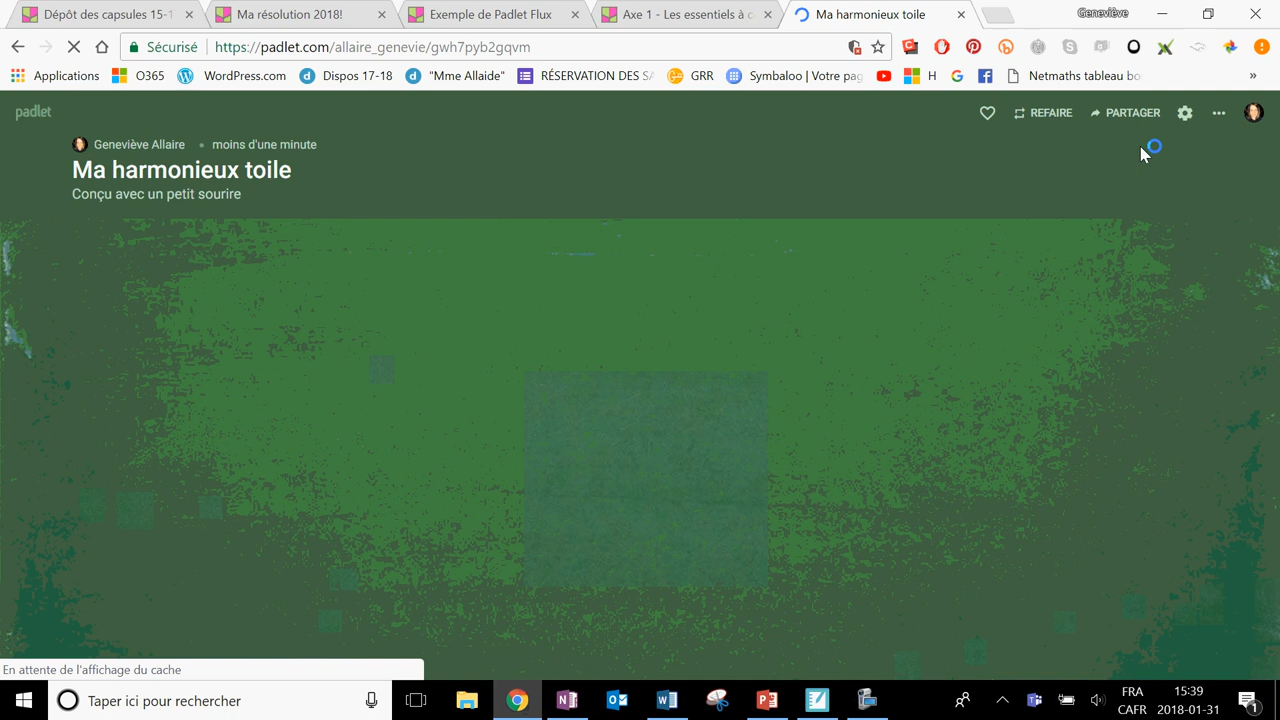 Dépôt des capsules 15-1
Ma résolution 2018!
Exemple de Padlet Flux
Axe 1 - Les essentiels à c
Ma harmonieux toile
Geneviève
Sécurisé
https://padlet.com/allaire_genevie/gwh7pyb2gqvm
Applications
O365
WordPress.com
Dispos 17-18
"Mme Allaide"
RESERVATION DES SA
GRR
Symbaloo | Votre pag
H
Netmaths tableau bo
»
padlet
REFAIRE
PARTAGER
Geneviève Allaire • moins d'une minute
Ma harmonieux toile
Conçu avec un petit sourire
En attente de l'affichage du cache
Taper ici pour rechercher
FRA
CAFR
15:39
2018-01-31
1